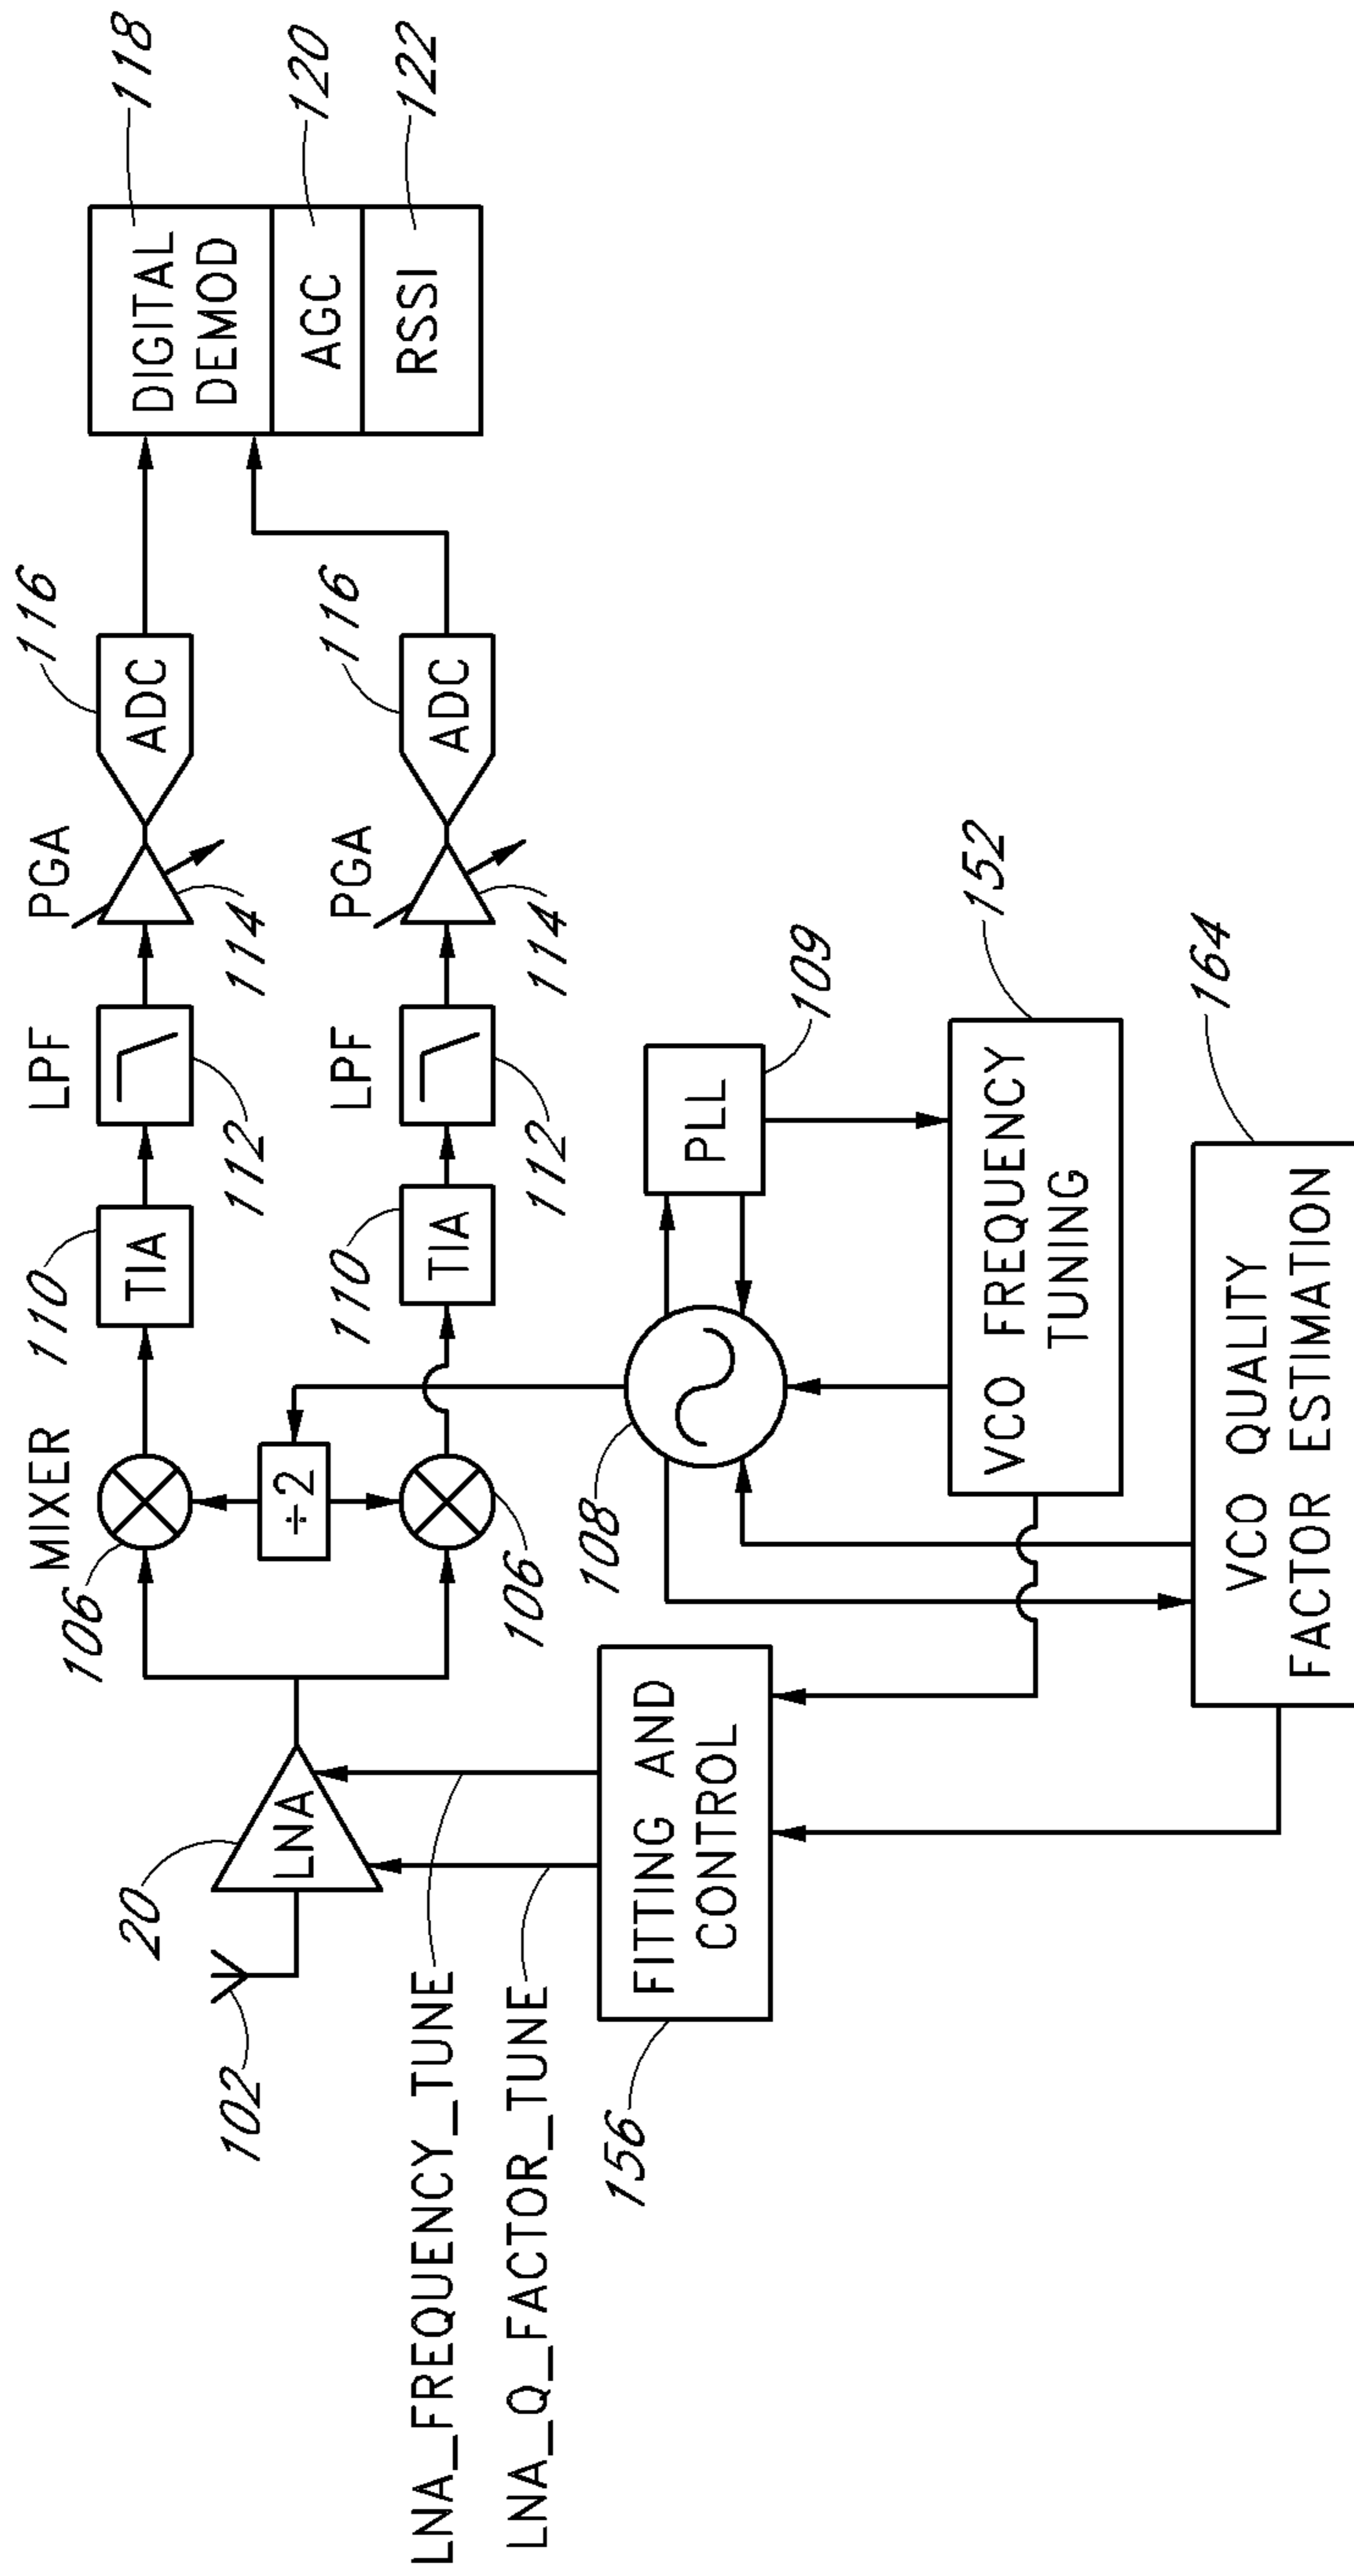 MIXER
LPF
PGA
116
106
110
TIA
112
114
ADC
118
DIGITAL
DEMOD
120
AGC
122
RSSI
20
LNA
102
÷2
LPF
PGA
116
106
110
TIA
112
114
ADC
LNA_FREQUENCY_TUNE
LNA_Q_FACTOR_TUNE
108
PLL
109
156
FITTING AND
CONTROL
152
VCO FREQUENCY
TUNING
164
VCO QUALITY
FACTOR ESTIMATION